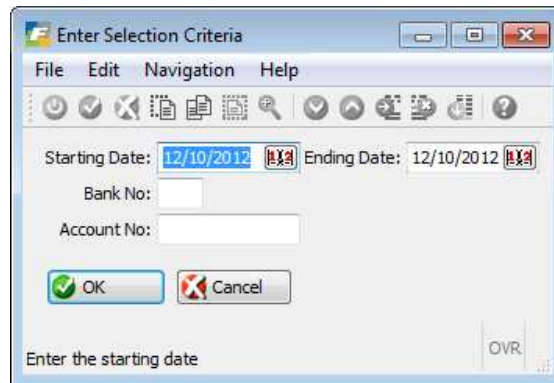 Enter Selection Criteria
File Edit Navigation Help
Starting Date: 12/10/2012 Ending Date: 12/10/2012
Bank No:
Account No:
OK Cancel
Enter the starting date OVR